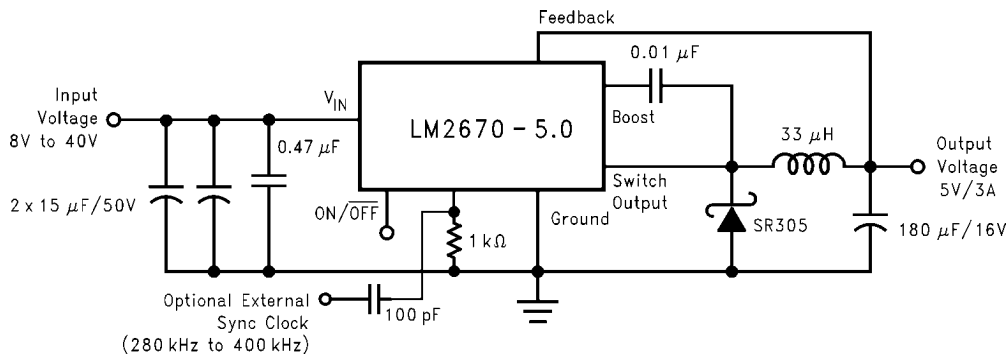 Feedback
0.01 μF
Input
Voltage
8V to 40V
VIN
LM2670 - 5.0
Boost
33 μH
Output
Voltage
5V/3A
0.47 μF
2 x 15 μF/50V
ON/OFF
Switch
Output
Ground
1 kΩ
SR305
180 μF/16V
Optional External
Sync Clock
(280 kHz to 400 kHz)
100 pF